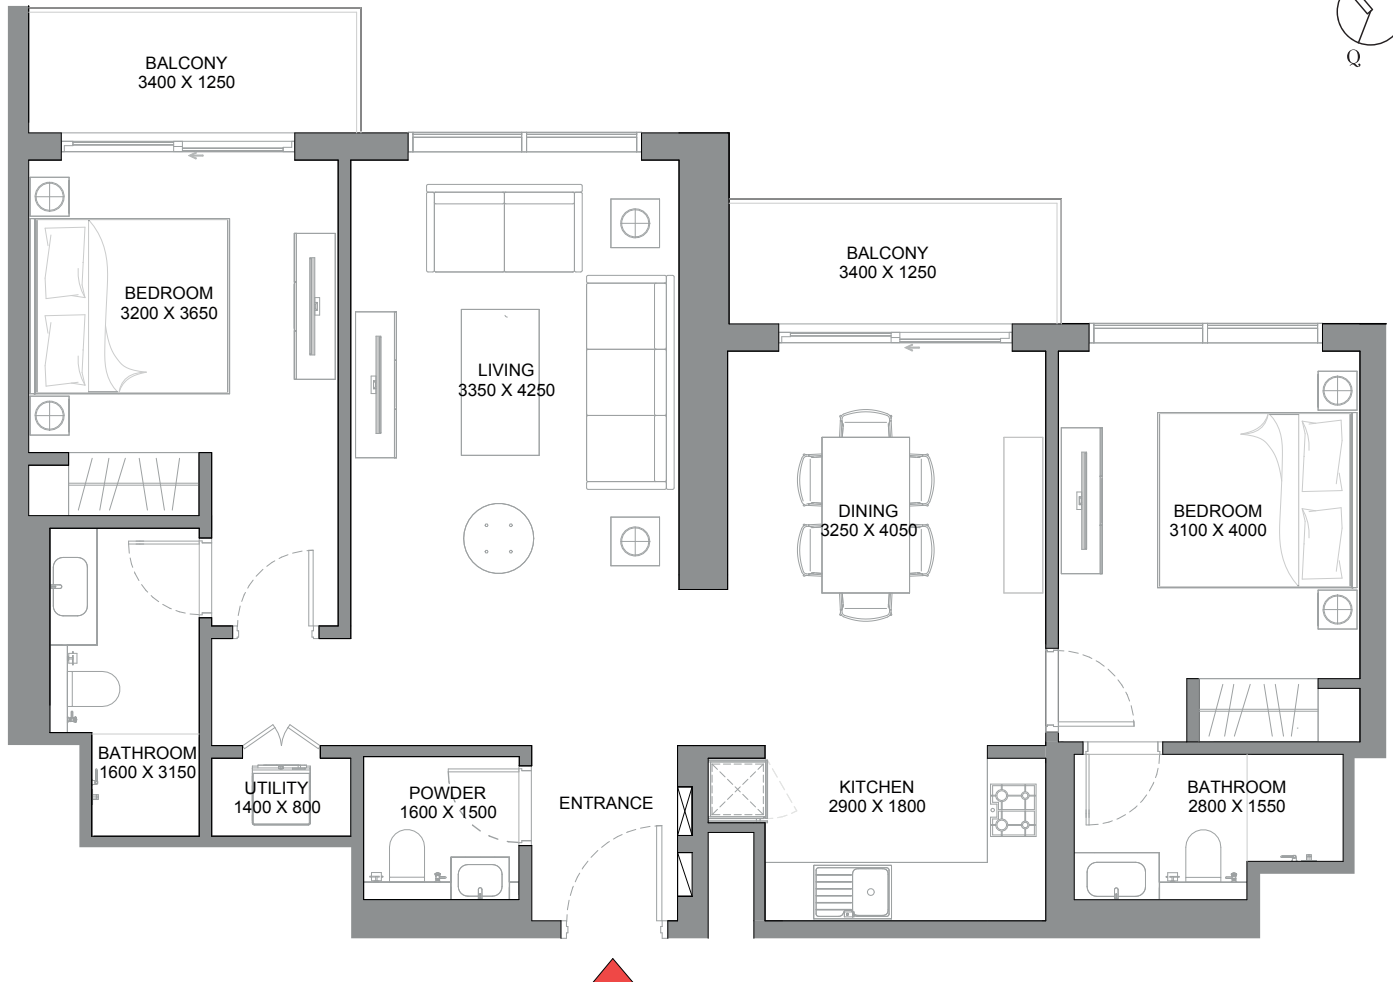 Q
BALCONY
3400 X 1250
BALCONY
3400 X 1250
BEDROOM
3200 X 3650
LIVING
3350 X 4250
DINING
3250 X 4050
BEDROOM
3100 X 4000
BATHROOM
1600 X 3150
UTILITY
1400 X 800
POWDER
1600 X 1500
ENTRANCE
KITCHEN
2900 X 1800
BATHROOM
2800 X 1550